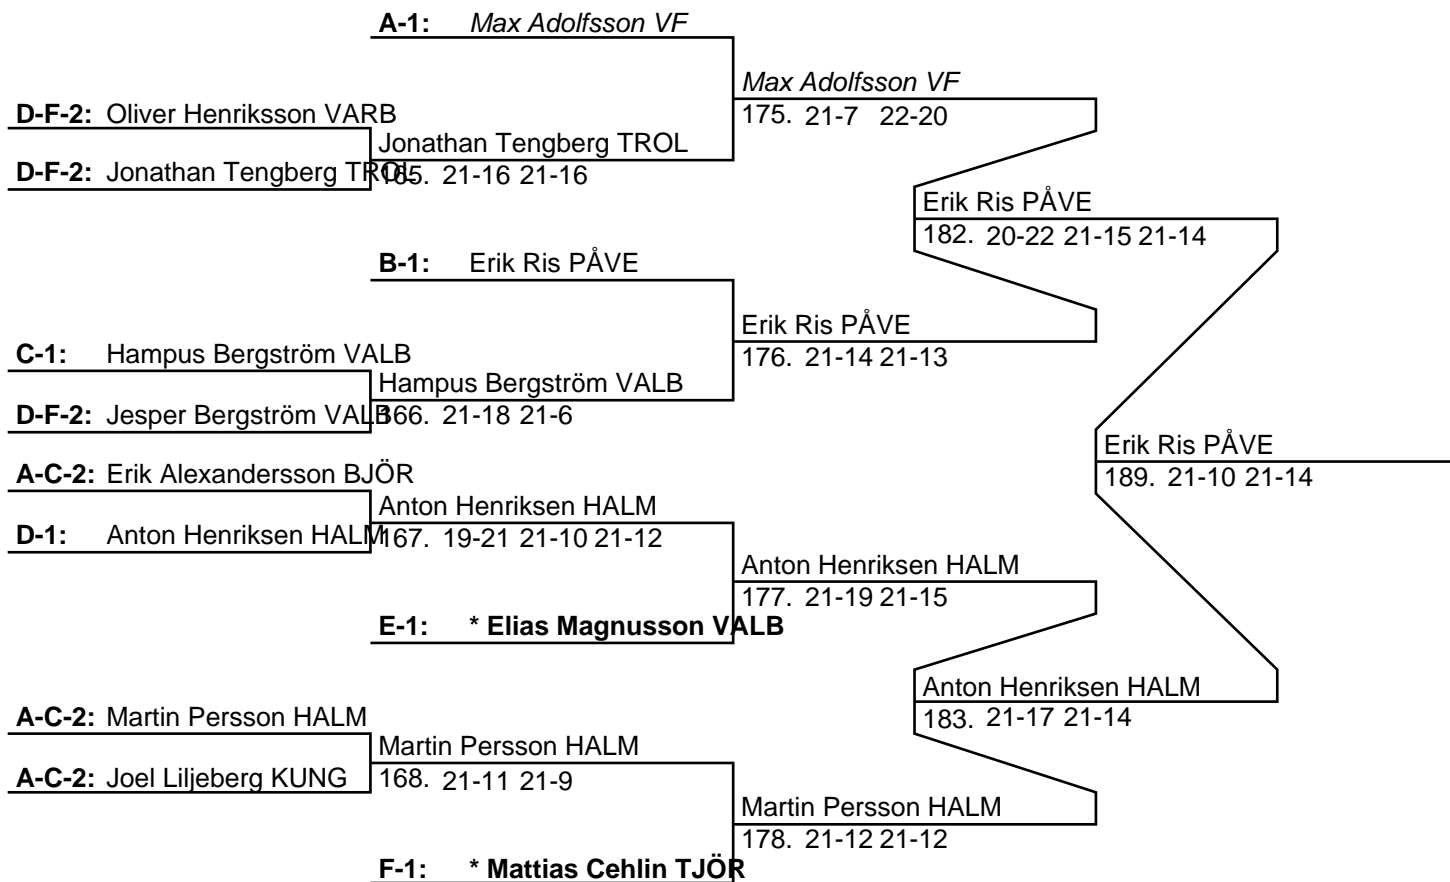 A-1: Max Adolfsson VF
Max Adolfsson VF
D-F-2: Oliver Henriksson VARB
175. 21-7 22-20
Jonathan Tengberg TROL
D-F-2: Jonathan Tengberg TROL
165. 21-16 21-16
Erik Ris PÅVE
182. 20-22 21-15 21-14
B-1: Erik Ris PÅVE
Erik Ris PÅVE
C-1: Hampus Bergström VALB
176. 21-14 21-13
Hampus Bergström VALB
D-F-2: Jesper Bergström VALB
166. 21-18 21-6
Erik Ris PÅVE
A-C-2: Erik Alexandersson BJÖR
189. 21-10 21-14
Anton Henriksen HALM
D-1: Anton Henriksen HALM
167. 19-21 21-10 21-12
Anton Henriksen HALM
177. 21-19 21-15
E-1: * Elias Magnusson VALB
Anton Henriksen HALM
A-C-2: Martin Persson HALM
183. 21-17 21-14
Martin Persson HALM
A-C-2: Joel Liljeberg KUNG
168. 21-11 21-9
Martin Persson HALM
178. 21-12 21-12
F-1: * Mattias Cehlin TJÖR